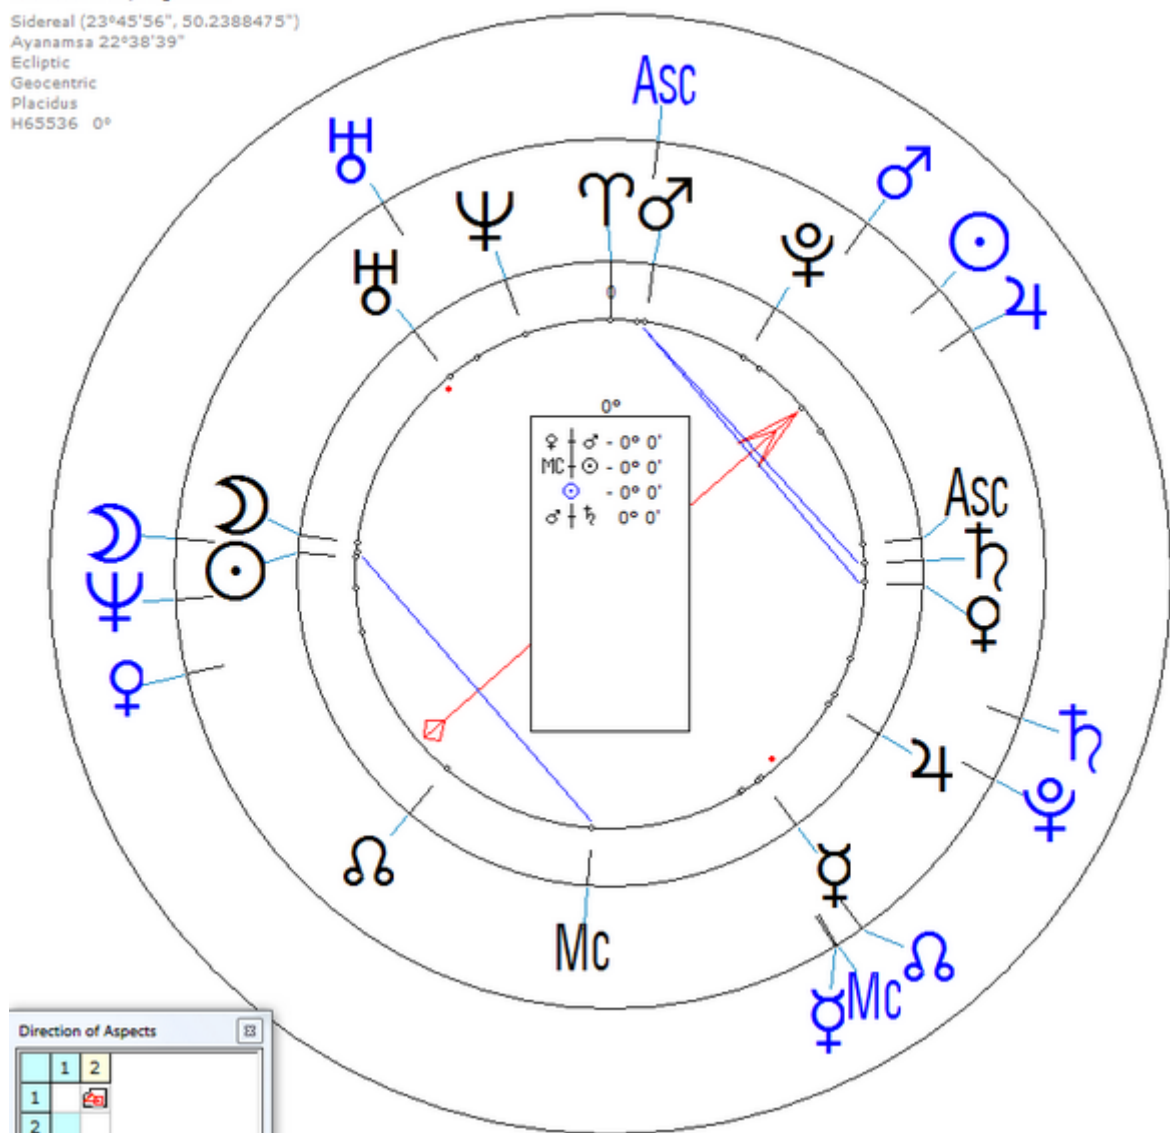 Sidereal (23°45'56", 50.2388475")
Ayanamsa 22°38'39"
Ecliptic
Geocentric
Placidus
H65536 0°
Asc
♅
♂
♆
♈ ♂
☉
♇
♅
♃
0
0°
♀ ♂ - 0° 0'
MC ☉ - 0° 0'
☉ - 0° 0'
♂ ♄ 0° 0'
☽
Asc
☽
☉
♄
♆
♀
♀
♄
♃
♇
☊
☿
Mc
☊
☿ Mc
Direction of Aspects
1 2
1
2